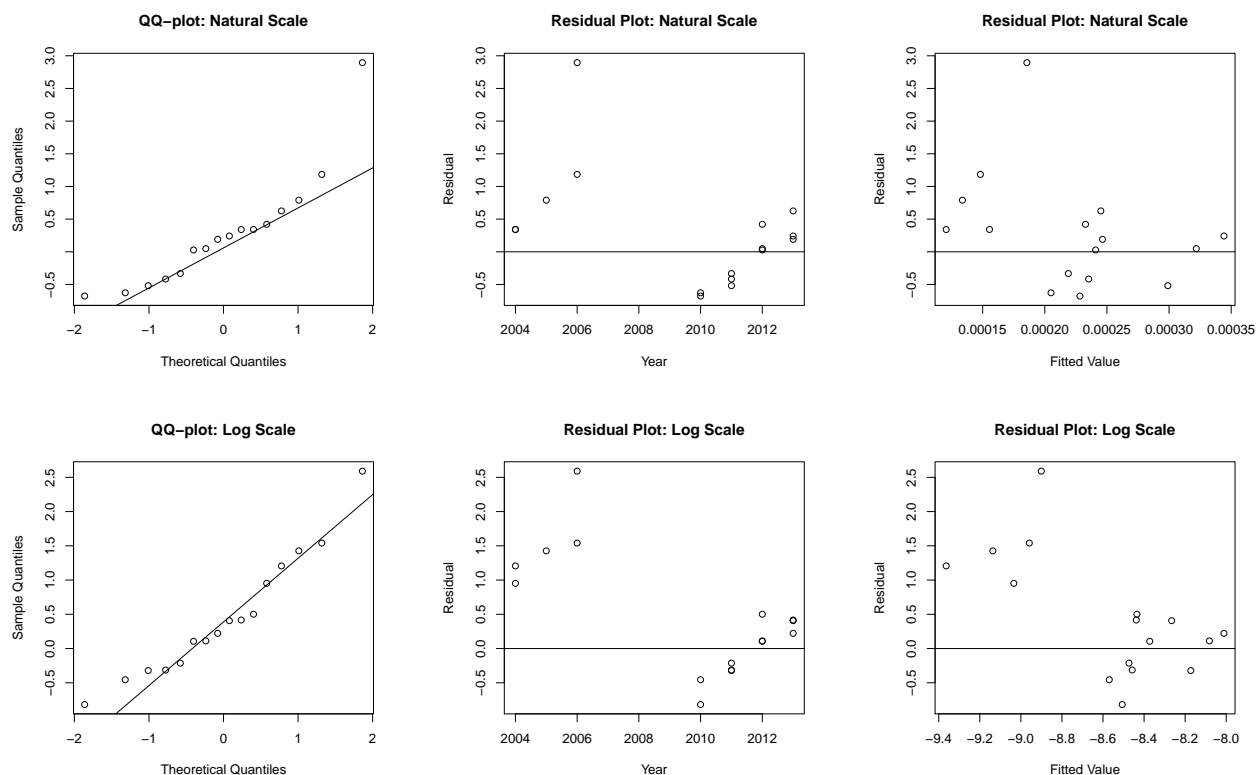 QQ−plot: Natural Scale
Sample Quantiles
3.0
2.5
2.0
1.5
1.0
0.5
−0.5
−2 −1 0 1 2
Theoretical Quantiles
Residual Plot: Natural Scale
Residual
3.0
2.5
2.0
1.5
1.0
0.5
−0.5
2004 2006 2008 2010 2012
Year
Residual Plot: Natural Scale
Residual
3.0
2.5
2.0
1.5
1.0
0.5
−0.5
0.00015 0.00020 0.00025 0.00030 0.00035
Fitted Value
QQ−plot: Log Scale
Sample Quantiles
2.5
2.0
1.5
1.0
0.5
0.0
−0.5
−2 −1 0 1 2
Theoretical Quantiles
Residual Plot: Log Scale
Residual
2.5
2.0
1.5
1.0
0.5
0.0
−0.5
2004 2006 2008 2010 2012
Year
Residual Plot: Log Scale
Residual
2.5
2.0
1.5
1.0
0.5
0.0
−0.5
−9.4 −9.2 −9.0 −8.8 −8.6 −8.4 −8.2 −8.0
Fitted Value